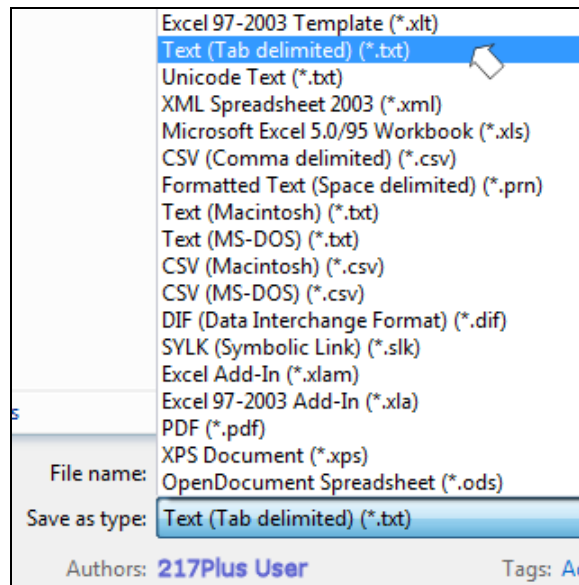 Excel 97-2003 Template (*.xlt)
Text (Tab delimited) (*.txt)
Unicode Text (*.txt)
XML Spreadsheet 2003 (*.xml)
Microsoft Excel 5.0/95 Workbook (*.xls)
CSV (Comma delimited) (*.csv)
Formatted Text (Space delimited) (*.prn)
Text (Macintosh) (*.txt)
Text (MS-DOS) (*.txt)
CSV (Macintosh) (*.csv)
CSV (MS-DOS) (*.csv)
DIF (Data Interchange Format) (*.dif)
SYLK (Symbolic Link) (*.slk)
Excel Add-In (*.xlam)
Excel 97-2003 Add-In (*.xla)
PDF (*.pdf)
XPS Document (*.xps)
OpenDocument Spreadsheet (*.ods)
File name:
Save as type: Text (Tab delimited) (*.txt)
Authors: 217Plus User Tags: